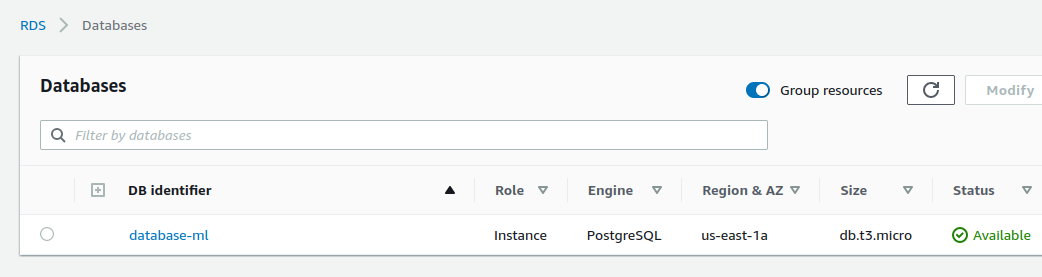 RDS > Databases
Databases
Group resources
Modify
Filter by databases
DB identifier Role Engine Region & AZ Size Status
database-ml Instance PostgreSQL us-east-1a db.t3.micro Available